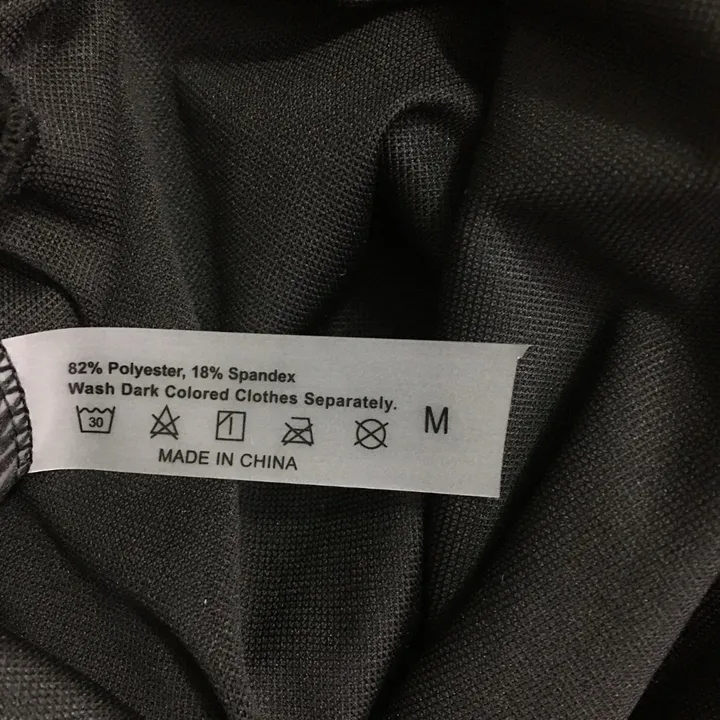 82% Polyester, 18% Spandex
Wash Dark Colored Clothes Separately.
30
M
MADE IN CHINA